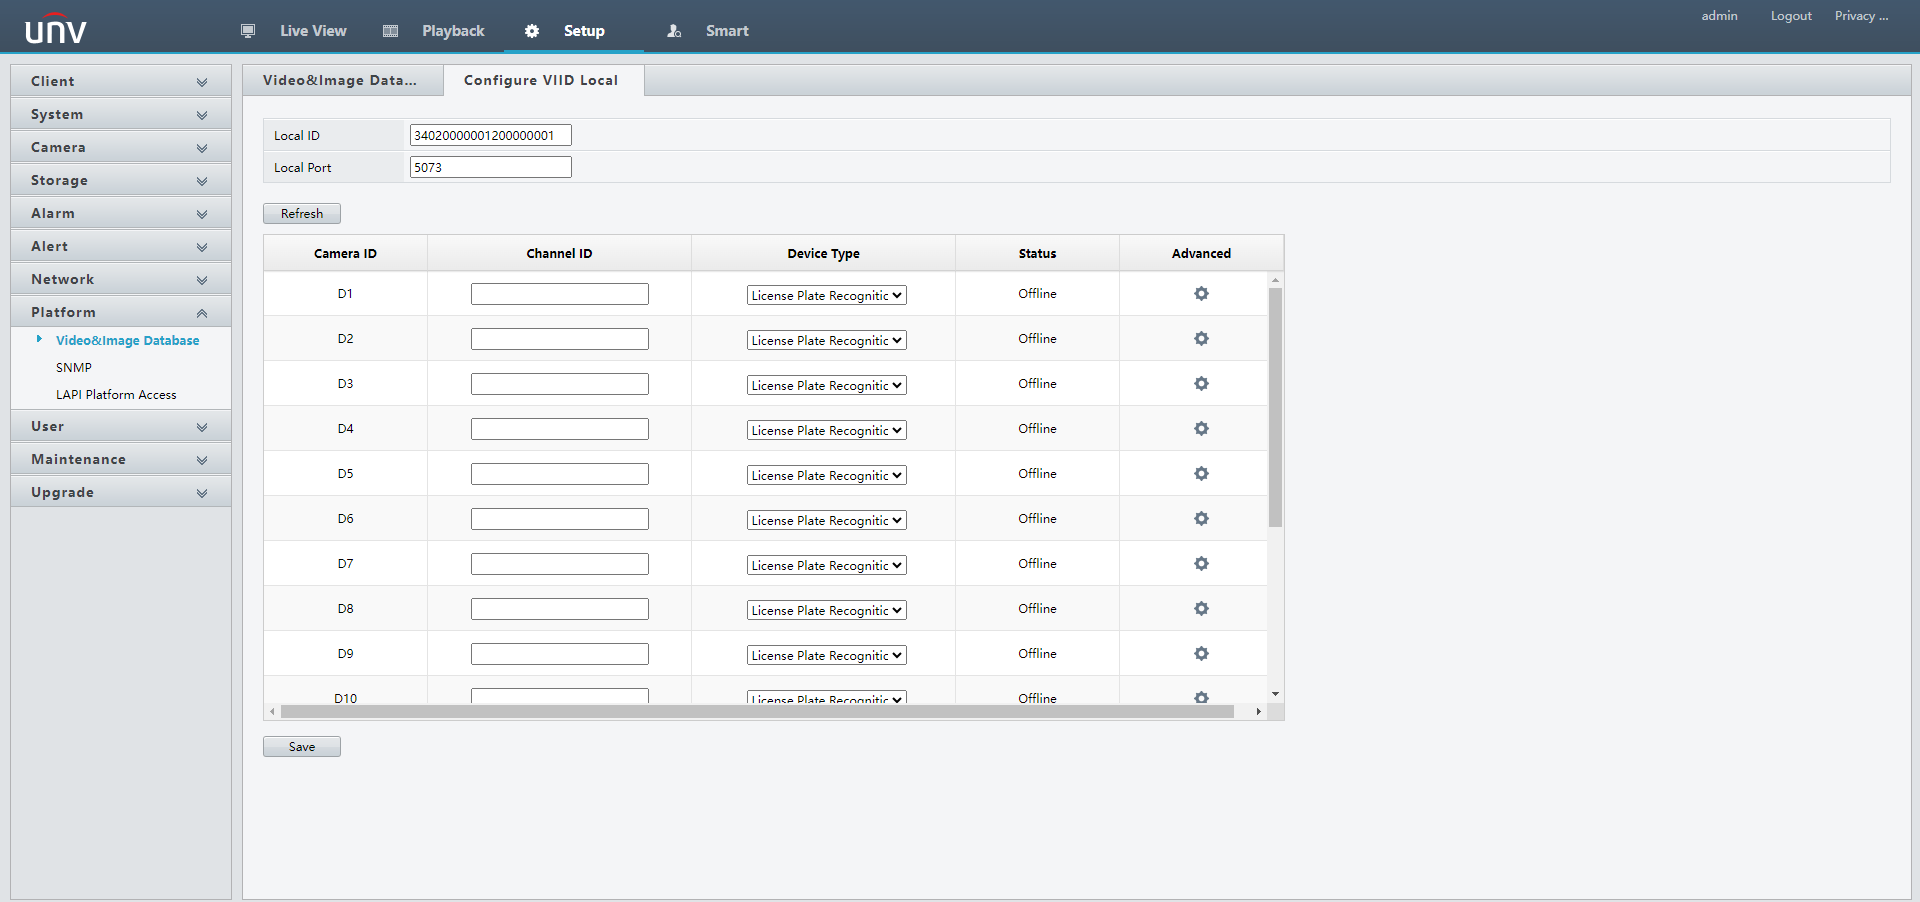 unv
Live View
Playback
Setup
Smart
admin
Logout
Privacy ...
Client
System
Camera
Storage
Alarm
Alert
Network
Platform
Video&Image Database
SNMP
LAPI Platform Access
User
Maintenance
Upgrade
Video&Image Data...
Configure VIID Local
Local ID 34020000001200000001
Local Port 5073
Refresh
Camera ID Channel ID Device Type Status Advanced
D1 License Plate Recognitic Offline
D2 License Plate Recognitic Offline
D3 License Plate Recognitic Offline
D4 License Plate Recognitic Offline
D5 License Plate Recognitic Offline
D6 License Plate Recognitic Offline
D7 License Plate Recognitic Offline
D8 License Plate Recognitic Offline
D9 License Plate Recognitic Offline
D10 License Plate Recognitic Offline
Save